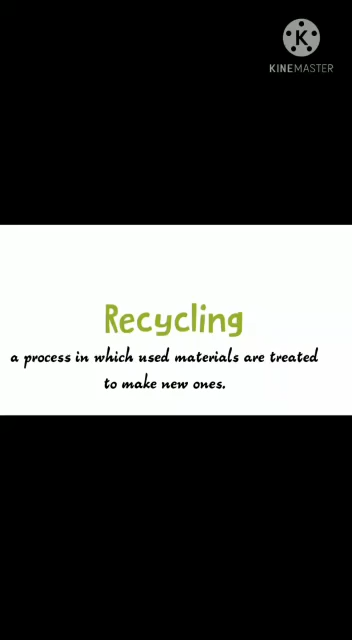 K
KINEMASTER
Recycling
a process in which used materials are treated
to make new ones.